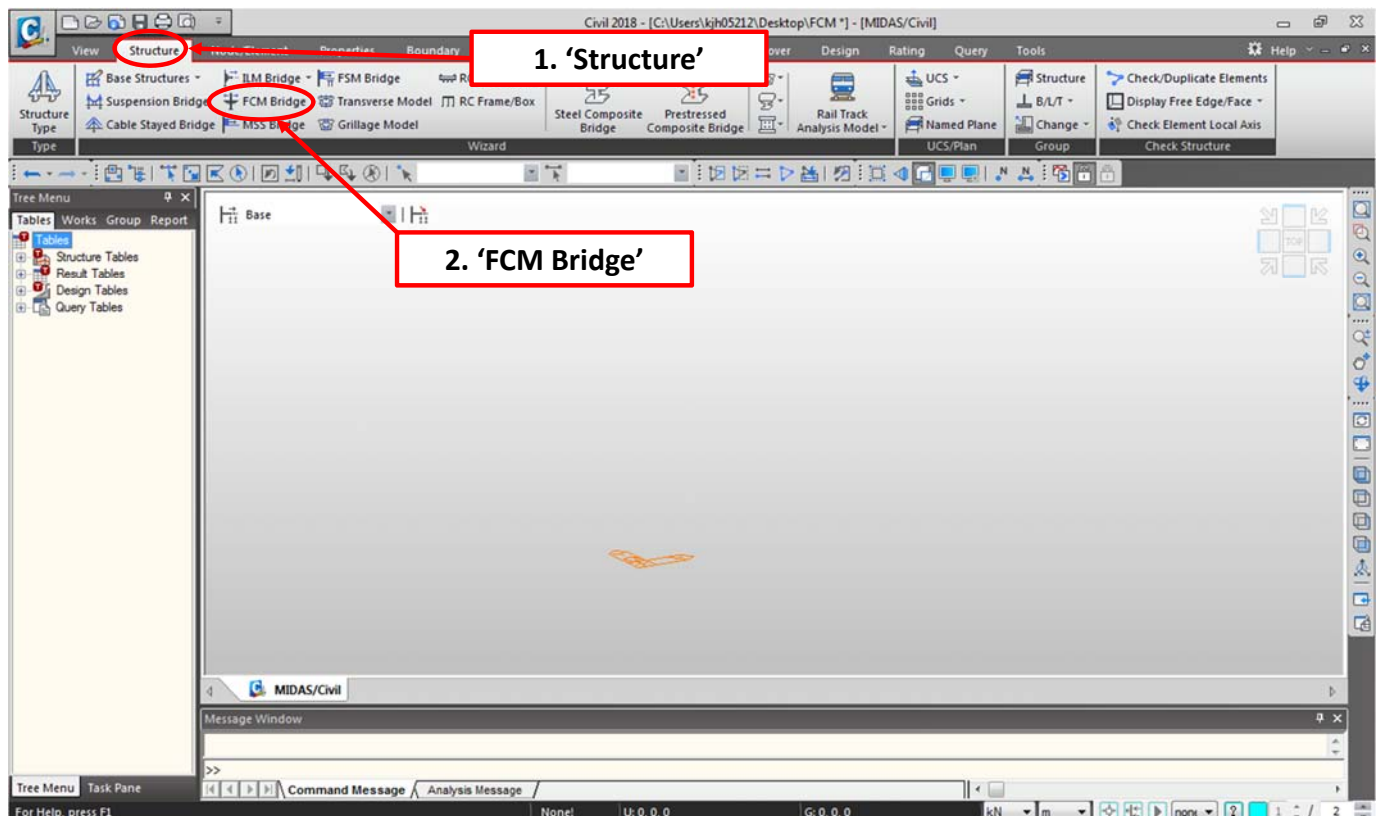 Civil 2018 - [C:\Users\kjh05212\Desktop\FCM *] - [MIDAS/Civil]
View Structure Node/Element Properties Boundary Design Rating Query Tools Help
1. ‘Structure’
Base Structures ILM Bridge FSM Bridge UCS Structure Check/Duplicate Elements
Suspension Bridge FCM Bridge Transverse Model RC Frame/Box Grids B/L/T Display Free Edge/Face
Cable Stayed Bridge MSS Bridge Grillage Model Named Plane Change Check Element Local Axis
Structure Type
Steel Composite Bridge
Prestressed Composite Bridge
Rail Track Analysis Model
Type Wizard UCS/Plan Group Check Structure
Tree Menu
Tables Works Group Report
Base
TOP
2. ‘FCM Bridge’
Tables
Structure Tables
Result Tables
Design Tables
Query Tables
MIDAS/Civil
Message Window
>>
Tree Menu Task Pane
Command Message Analysis Message
For Help, press F1 None! U: 0, 0, 0 G: 0, 0, 0 kN m 1 / 2